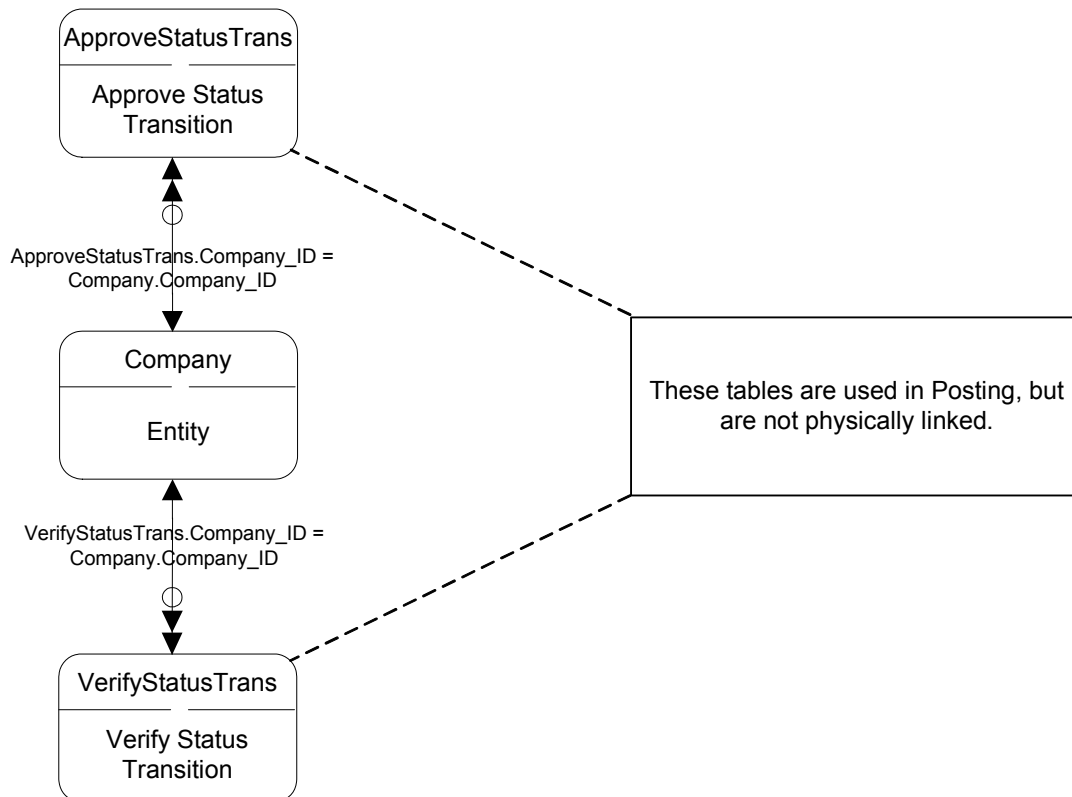 ApproveStatusTrans
Approve Status
Transition
ApproveStatusTrans.Company_ID =
Company.Company_ID
Company
Entity
These tables are used in Posting, but
are not physically linked.
VerifyStatusTrans.Company_ID =
Company.Company_ID
VerifyStatusTrans
Verify Status
Transition